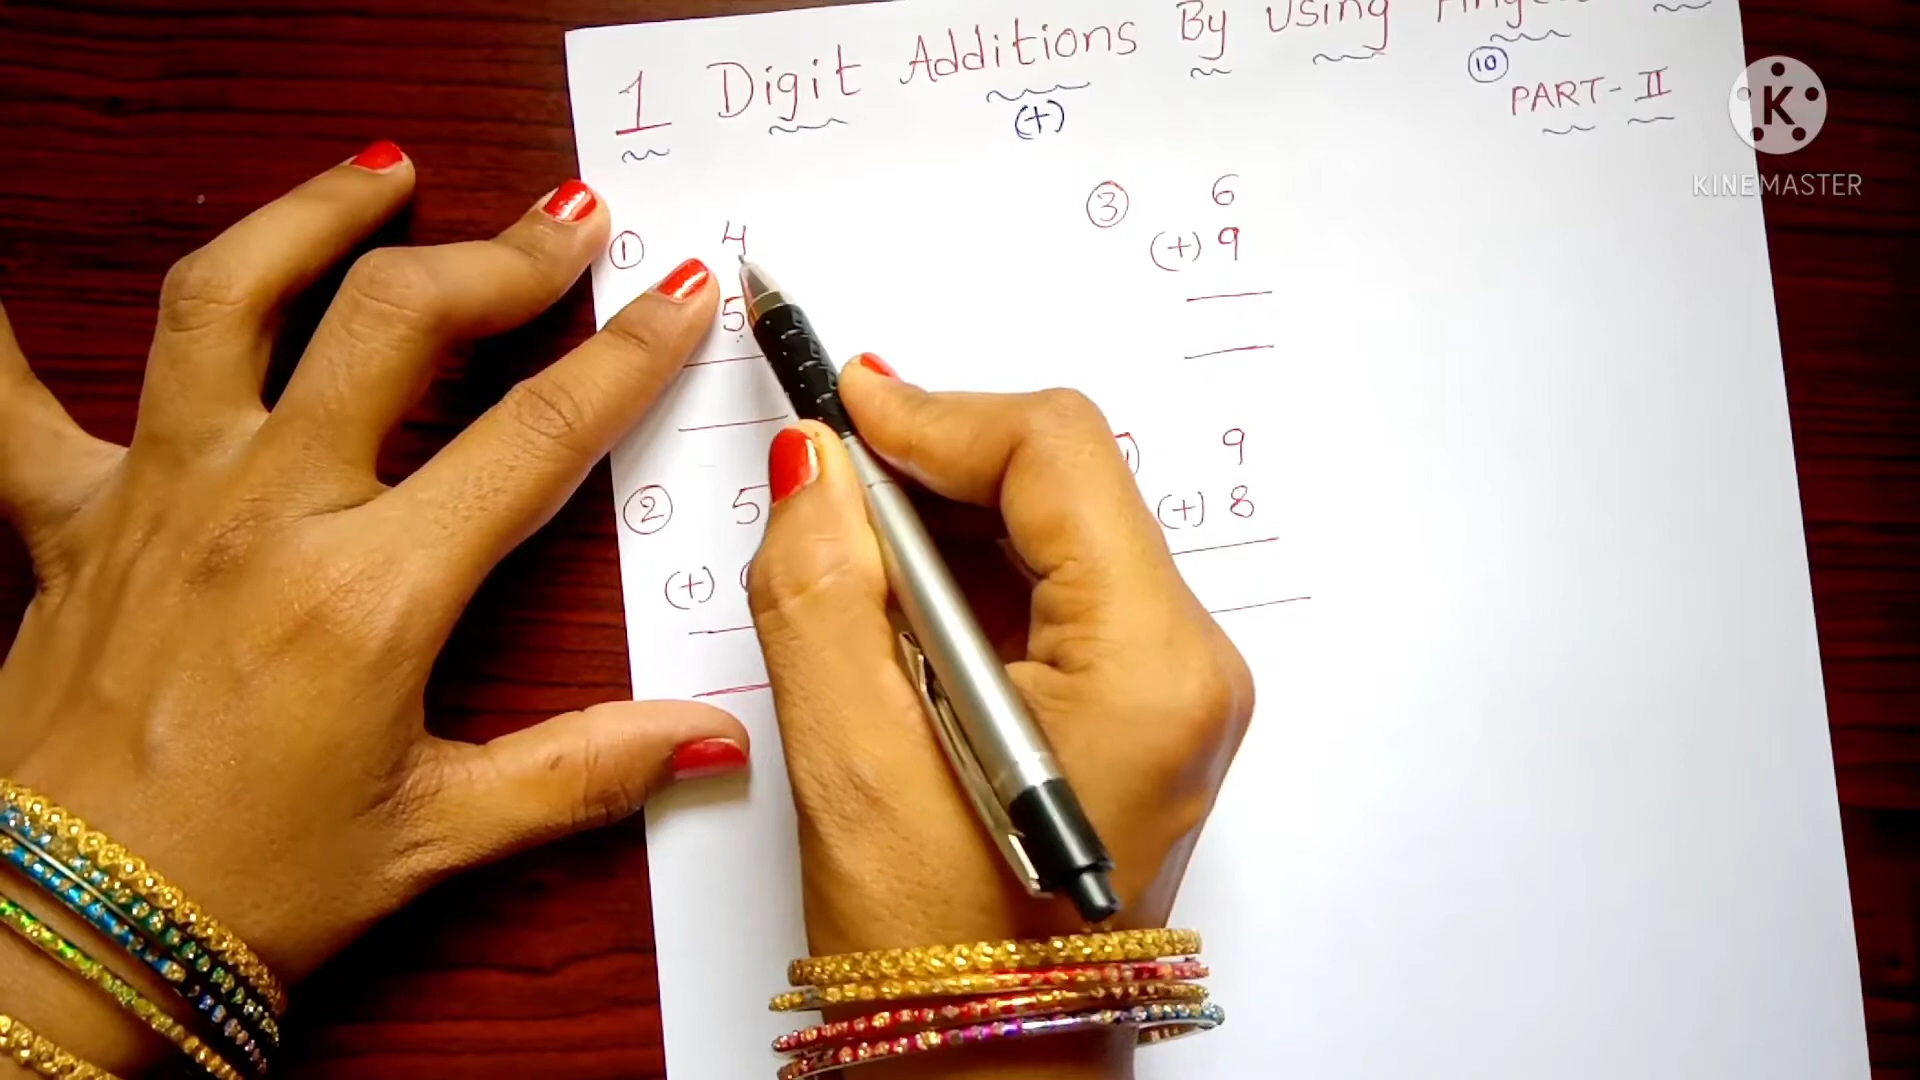 1 Digit Additions By Using
(+)
10
PART-II
K
KINEMASTER
1 4
5
2 5
(+)
3 6
(+) 9
9
(+) 8